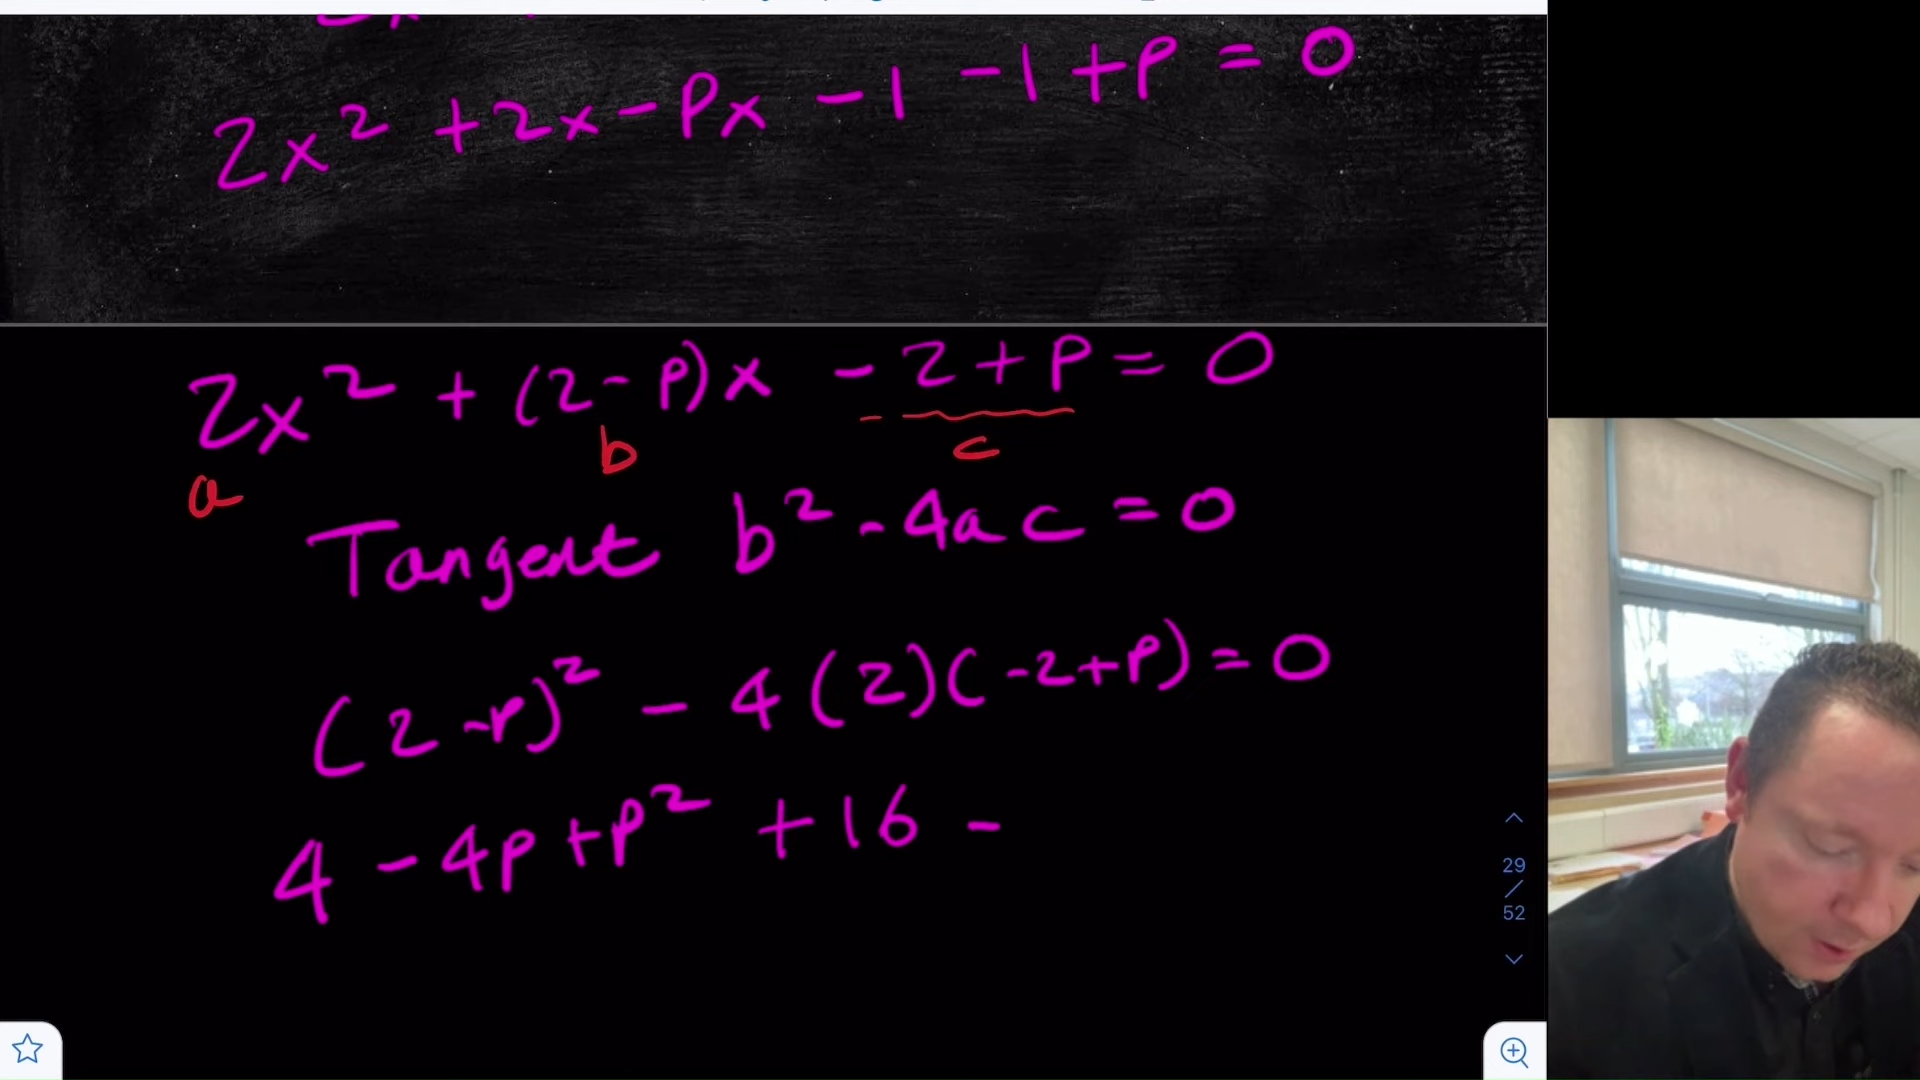 2x² + 2x - Px - 1 - 1 + P = 0
2x² + (2 - P)x - 2 + P = 0
a b c
Tangent b² - 4ac = 0
(2 - P)² - 4(2)(-2 + P) = 0
4 - 4p + p² + 16 -
29
/
52